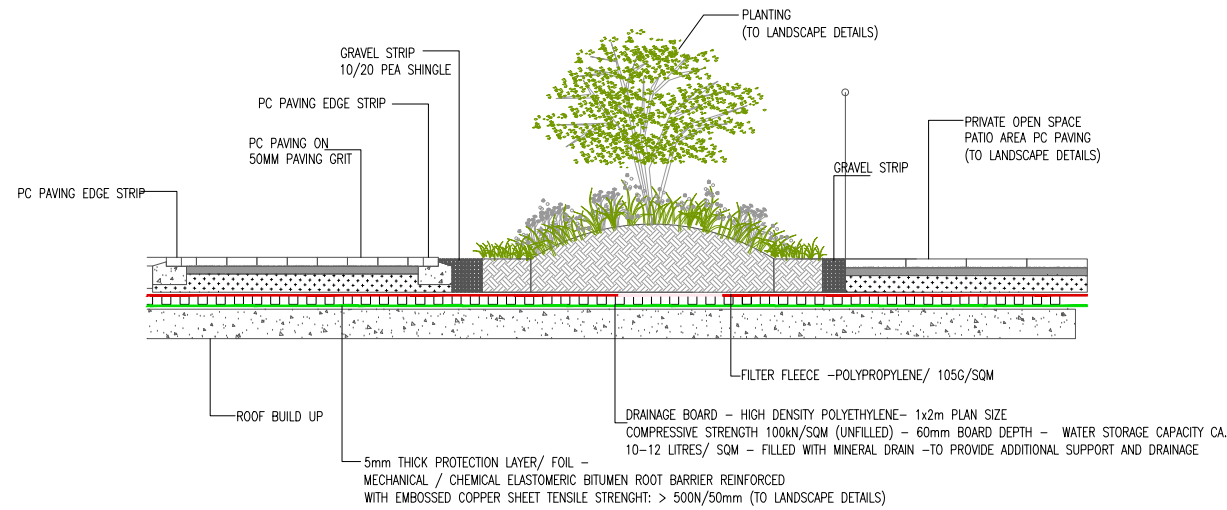 PLANTING
(TO LANDSCAPE DETAILS)
GRAVEL STRIP
10/20 PEA SHINGLE
PC PAVING EDGE STRIP
PC PAVING ON
50MM PAVING GRIT
PC PAVING EDGE STRIP
PRIVATE OPEN SPACE
PATIO AREA PC PAVING
(TO LANDSCAPE DETAILS)
GRAVEL STRIP
FILTER FLEECE -POLYPROPYLENE/ 105G/SQM
ROOF BUILD UP
DRAINAGE BOARD - HIGH DENSITY POLYETHYLENE- 1x2m PLAN SIZE
COMPRESSIVE STRENGTH 100kN/SQM (UNFILLED) - 60mm BOARD DEPTH - WATER STORAGE CAPACITY CA.
10-12 LITRES/ SQM - FILLED WITH MINERAL DRAIN -TO PROVIDE ADDITIONAL SUPPORT AND DRAINAGE
5mm THICK PROTECTION LAYER/ FOIL -
MECHANICAL / CHEMICAL ELASTOMERIC BITUMEN ROOT BARRIER REINFORCED
WITH EMBOSSED COPPER SHEET TENSILE STRENGHT: > 500N/50mm (TO LANDSCAPE DETAILS)